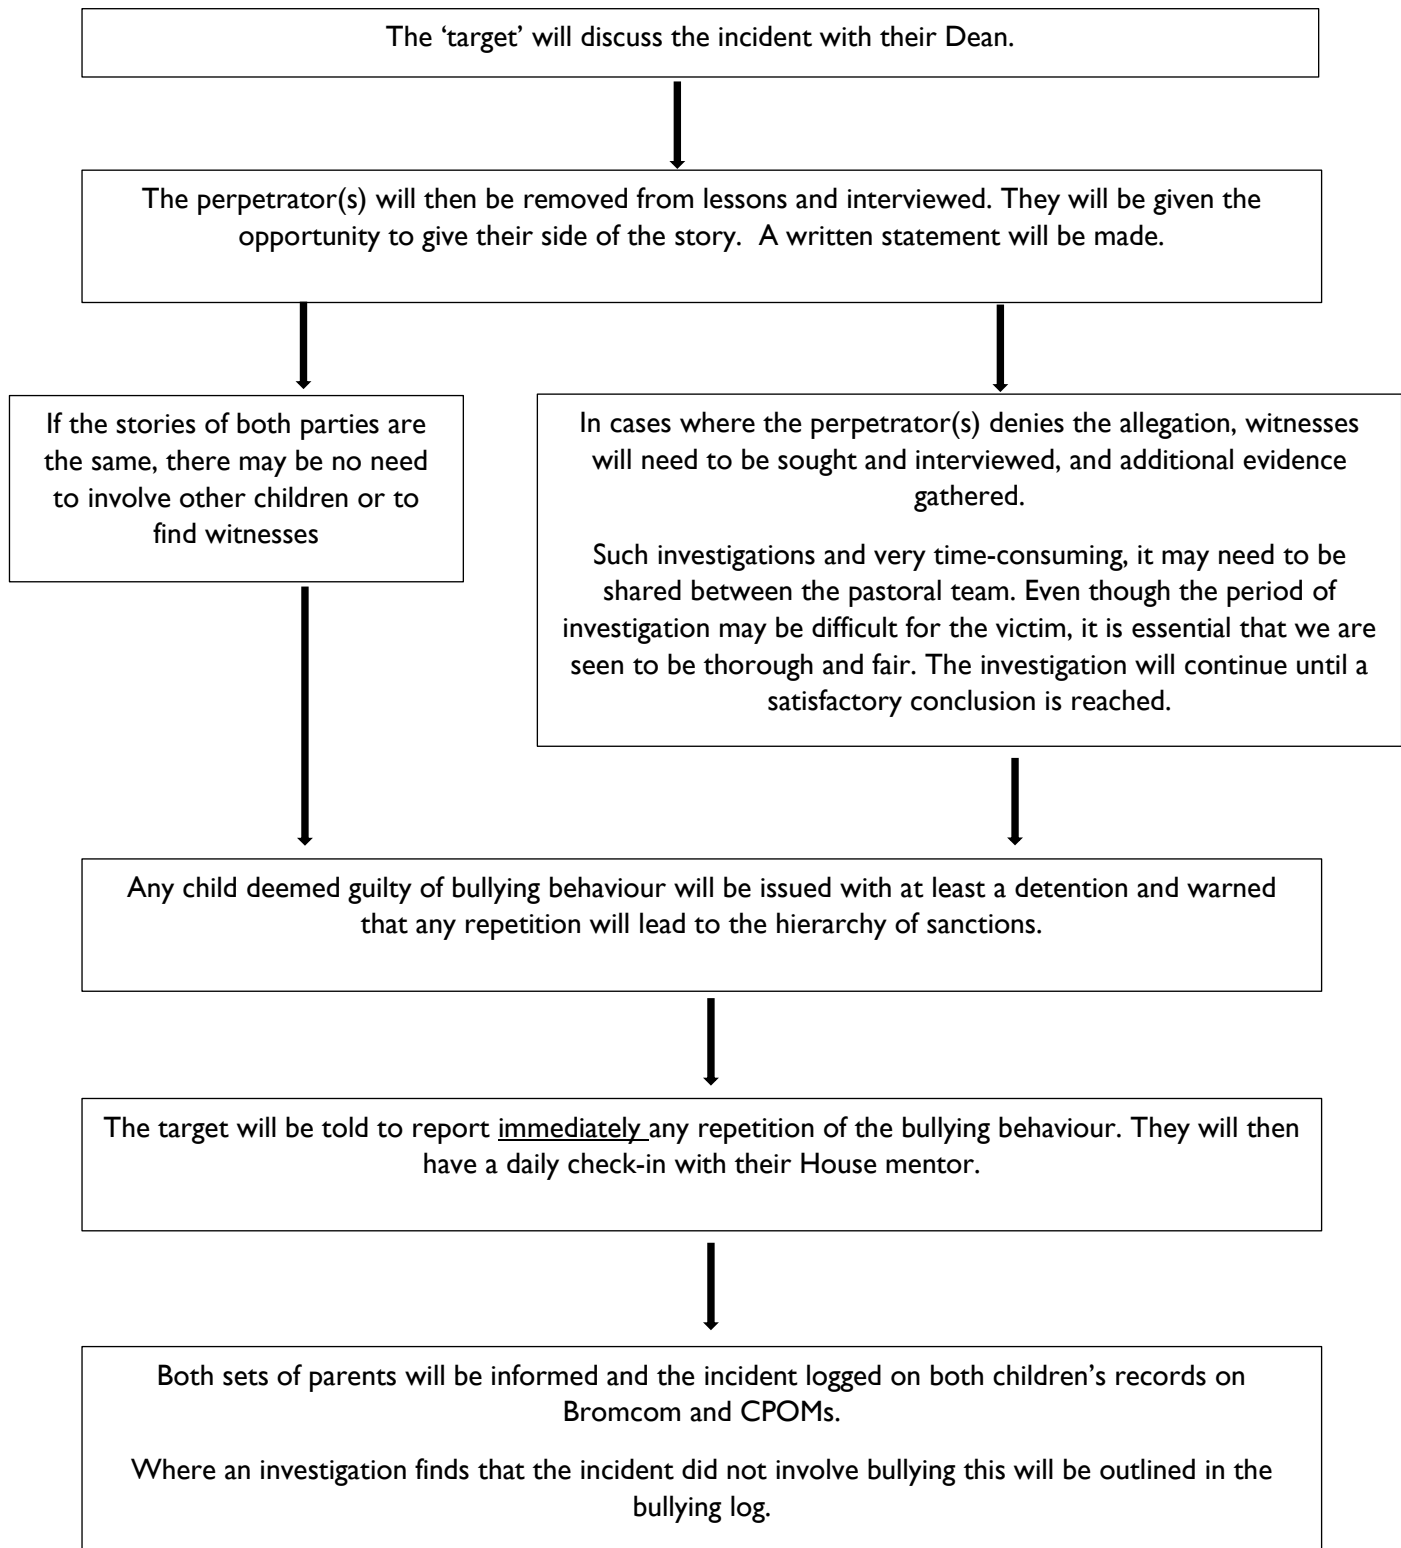 The ‘target’ will discuss the incident with their Dean.
The perpetrator(s) will then be removed from lessons and interviewed. They will be given the
opportunity to give their side of the story.  A written statement will be made.
If the stories of both parties are
the same, there may be no need
to involve other children or to
find witnesses
In cases where the perpetrator(s) denies the allegation, witnesses
will need to be sought and interviewed, and additional evidence
gathered.
Such investigations and very time-consuming, it may need to be
shared between the pastoral team. Even though the period of
investigation may be difficult for the victim, it is essential that we are
seen to be thorough and fair. The investigation will continue until a
satisfactory conclusion is reached.
Any child deemed guilty of bullying behaviour will be issued with at least a detention and warned
that any repetition will lead to the hierarchy of sanctions.
The target will be told to report immediately any repetition of the bullying behaviour. They will then
have a daily check-in with their House mentor.
Both sets of parents will be informed and the incident logged on both children’s records on
Bromcom and CPOMs.
Where an investigation finds that the incident did not involve bullying this will be outlined in the
bullying log.